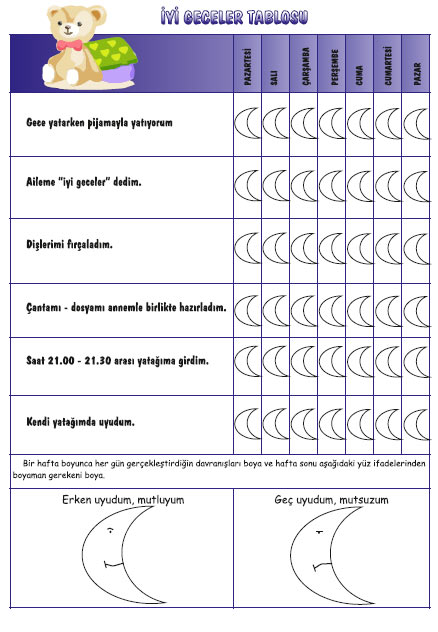 İYİ GECELER TABLOSU
PAZARTESİ
SALI
ÇARŞAMBA
PERŞEMBE
CUMA
CUMARTESİ
PAZAR
Gece yatarken pijamayla yatıyorum
Aileme "iyi geceler" dedim.
Dişlerimi fırçaladım.
Çantamı - dosyamı annemle birlikte hazırladım.
Saat 21.00 - 21.30 arası yatağıma girdim.
Kendi yatağımda uyudum.
Bir hafta boyunca her gün gerçekleştirdiğin davranışları boya ve hafta sonu aşağıdaki yüz ifadelerinden
boyaman gerekeni boya.
Erken uyudum, mutluyum
Geç uyudum, mutsuzum